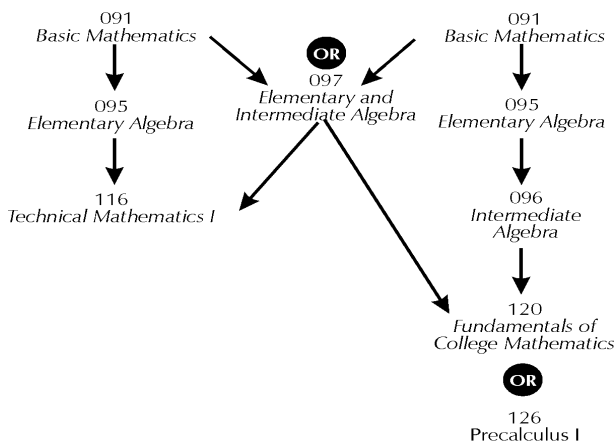 091
Basic Mathematics
095
Elementary Algebra
116
Technical Mathematics I
OR
097
Elementary and
Intermediate Algebra
091
Basic Mathematics
095
Elementary Algebra
096
Intermediate
Algebra
120
Fundamentals of
College Mathematics
OR
126
Precalculus I